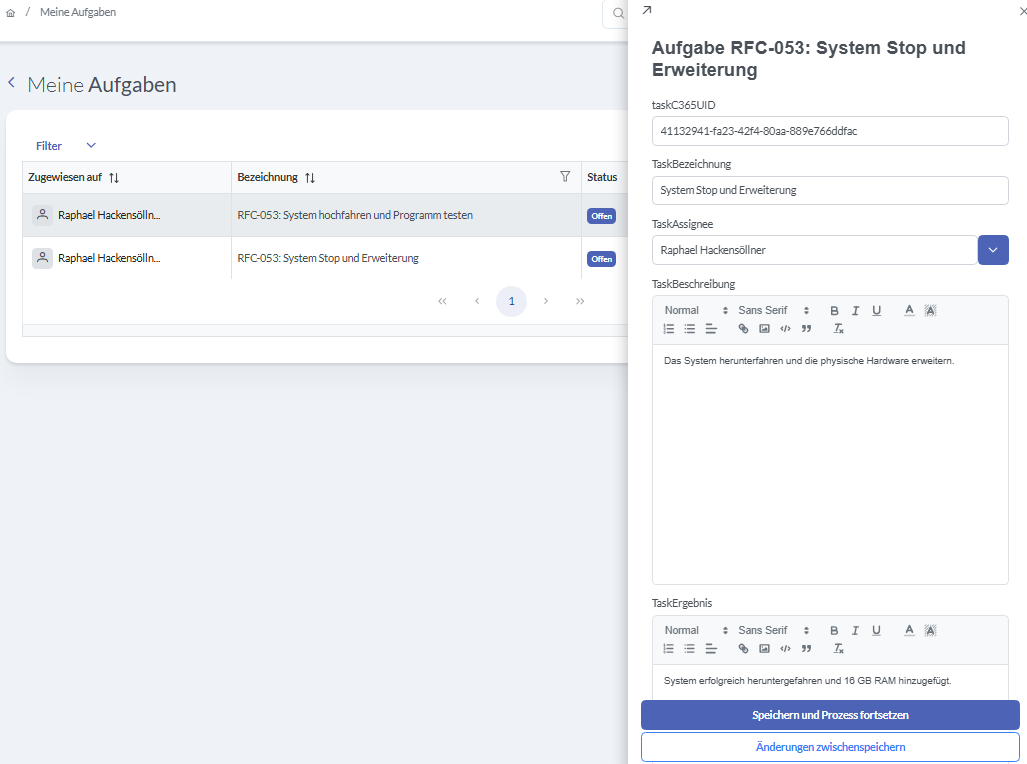 / Meine Aufgaben
Meine Aufgaben
Filter
Zugewiesen auf
Bezeichnung
Status
Raphael Hackensölln...
RFC-053: System hochfahren und Programm testen
Offen
Raphael Hackensölln...
RFC-053: System Stop und Erweiterung
Offen
1
Aufgabe RFC-053: System Stop und
Erweiterung
taskC365UID
41132941-fa23-42f4-80aa-889e766ddfac
TaskBezeichnung
System Stop und Erweiterung
TaskAssignee
Raphael Hackensöllner
TaskBeschreibung
Normal Sans Serif B I U A A
Das System herunterfahren und die physische Hardware erweitern.
TaskErgebnis
Normal Sans Serif B I U A A
System erfolgreich heruntergefahren und 16 GB RAM hinzugefügt.
Speichern und Prozess fortsetzen
Änderungen zwischenspeichern